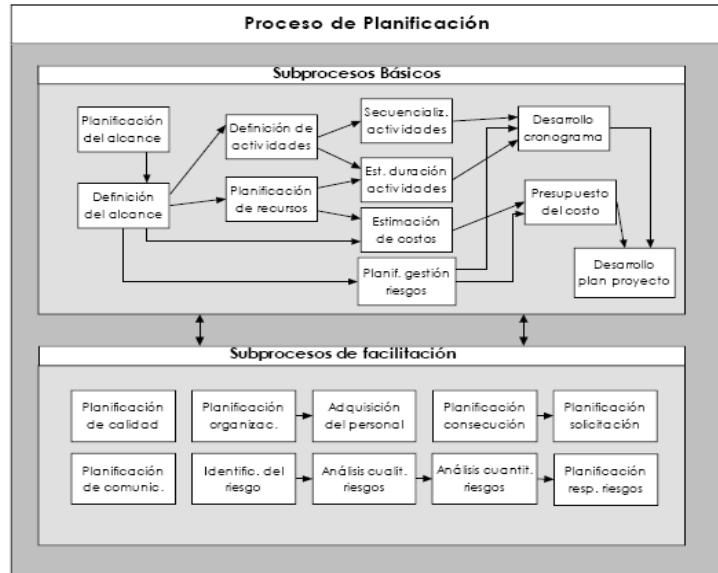 Proceso de Planificación
Subprocesos Básicos
Planificación
del alcance
Definición de
actividades
Secuencializ.
actividades
Desarrollo
cronograma
Definición
del alcance
Planificación
de recursos
Est. duración
actividades
Estimación
de costos
Presupuesto
del costo
Planif. gestión
riesgos
Desarrollo
plan proyecto
Subprocesos de facilitación
Planificación
de calidad
Planificación
organizac.
Adquisición
del personal
Planificación
consecución
Planificación
solicitación
Planificación
de comunic.
Identific. del
riesgo
Análisis cualit.
riesgos
Análisis cuantit.
riesgos
Planificación
resp. riesgos